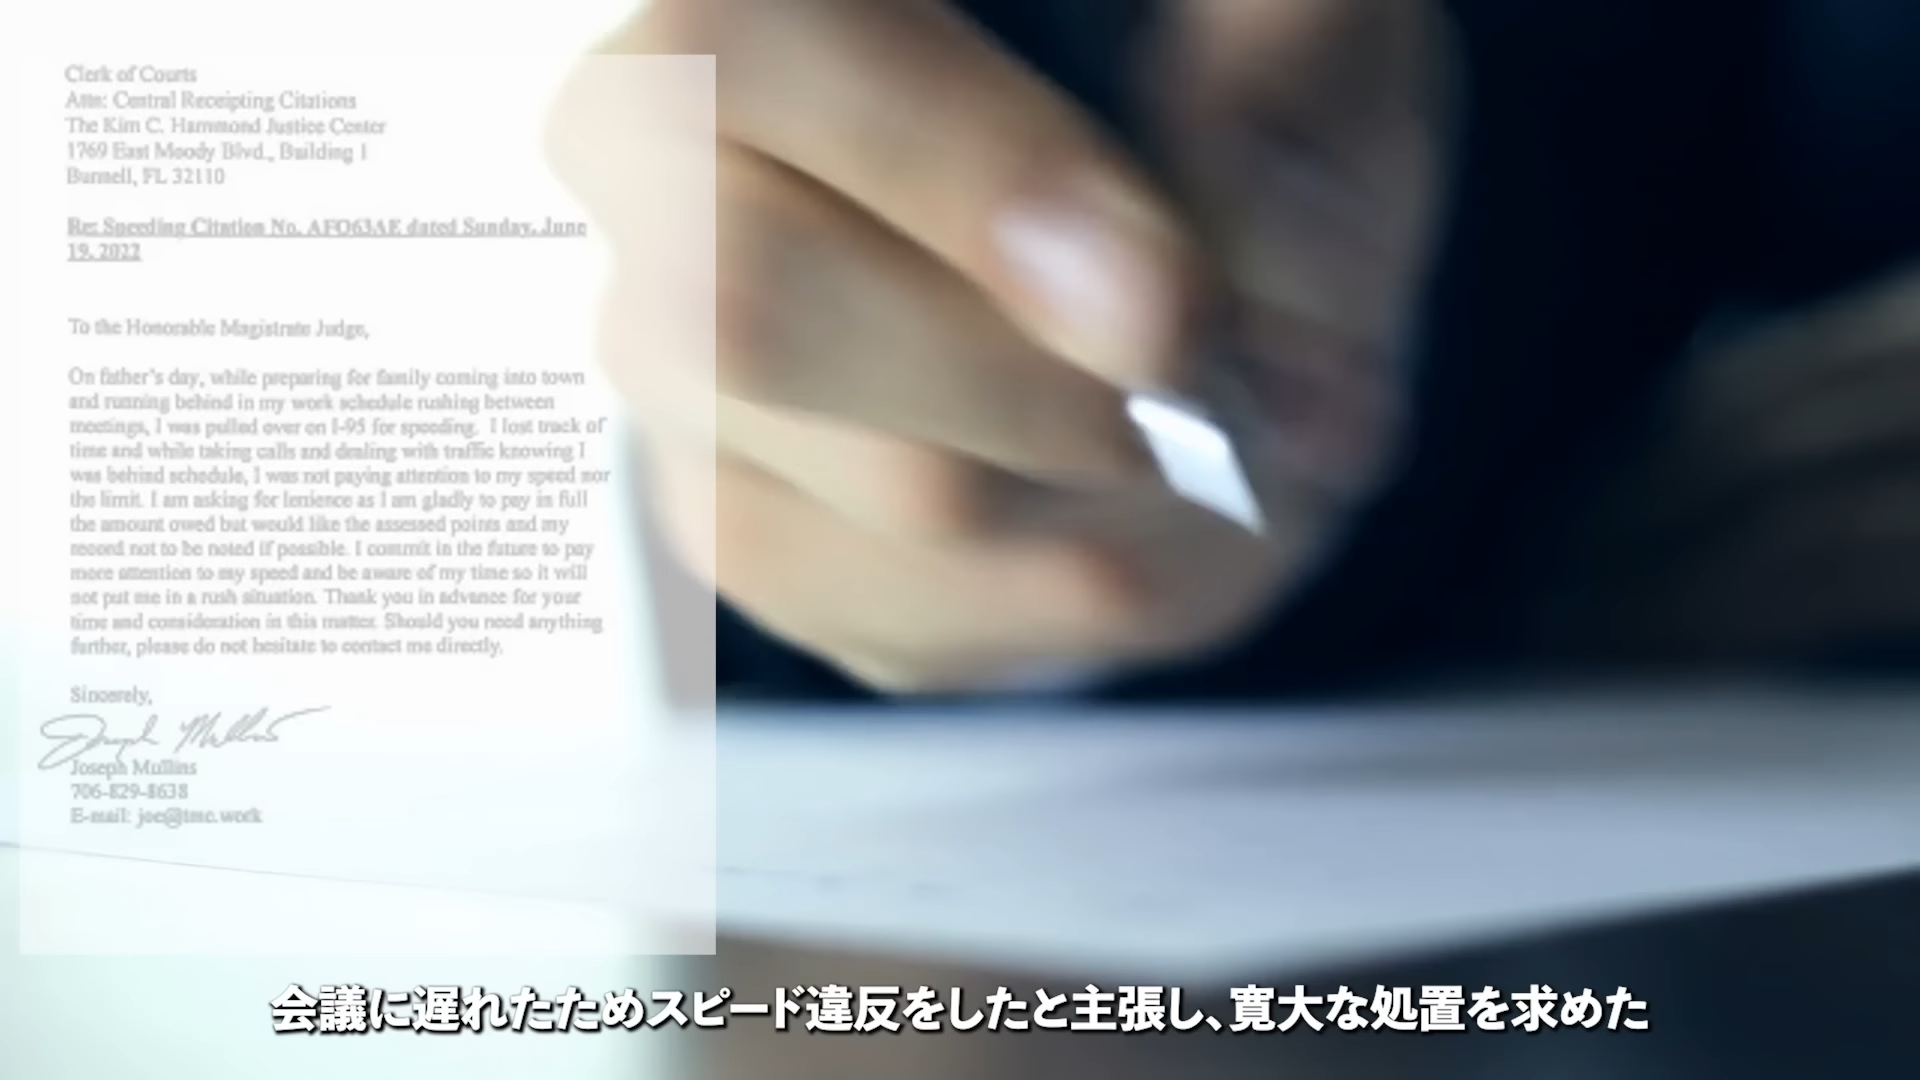 Clerk of Courts
Attn: Central Receipting Citations
The Kim C. Hammond Justice Center
1769 East Moody Blvd., Building 1
Bunnell, FL 32110
Re: Speeding Citation No. AFO63AE dated Sunday, June
19, 2022
To the Honorable Magistrate Judge,
On father's day, while preparing for family coming into town
and running behind in my work schedule rushing between
meetings, I was pulled over on I-95 for speeding. I lost track of
time and while taking calls and dealing with traffic knowing I
was behind schedule, I was not paying attention to my speed nor
the limit. I am asking for lenience as I am gladly to pay in full
the amount owed but would like the assessed points and my
record not to be noted if possible. I commit in the future to pay
more attention to my speed and be aware of my time so it will
not put me in a rush situation. Thank you in advance for your
time and consideration in this matter. Should you need anything
further, please do not hesitate to contact me directly.
Sincerely,
Joseph Mullins
Joseph Mullins
706-829-8638
E-mail: joe@tmc.work
会議に遅れたためスピード違反をしたと主張し、寛大な処置を求めた